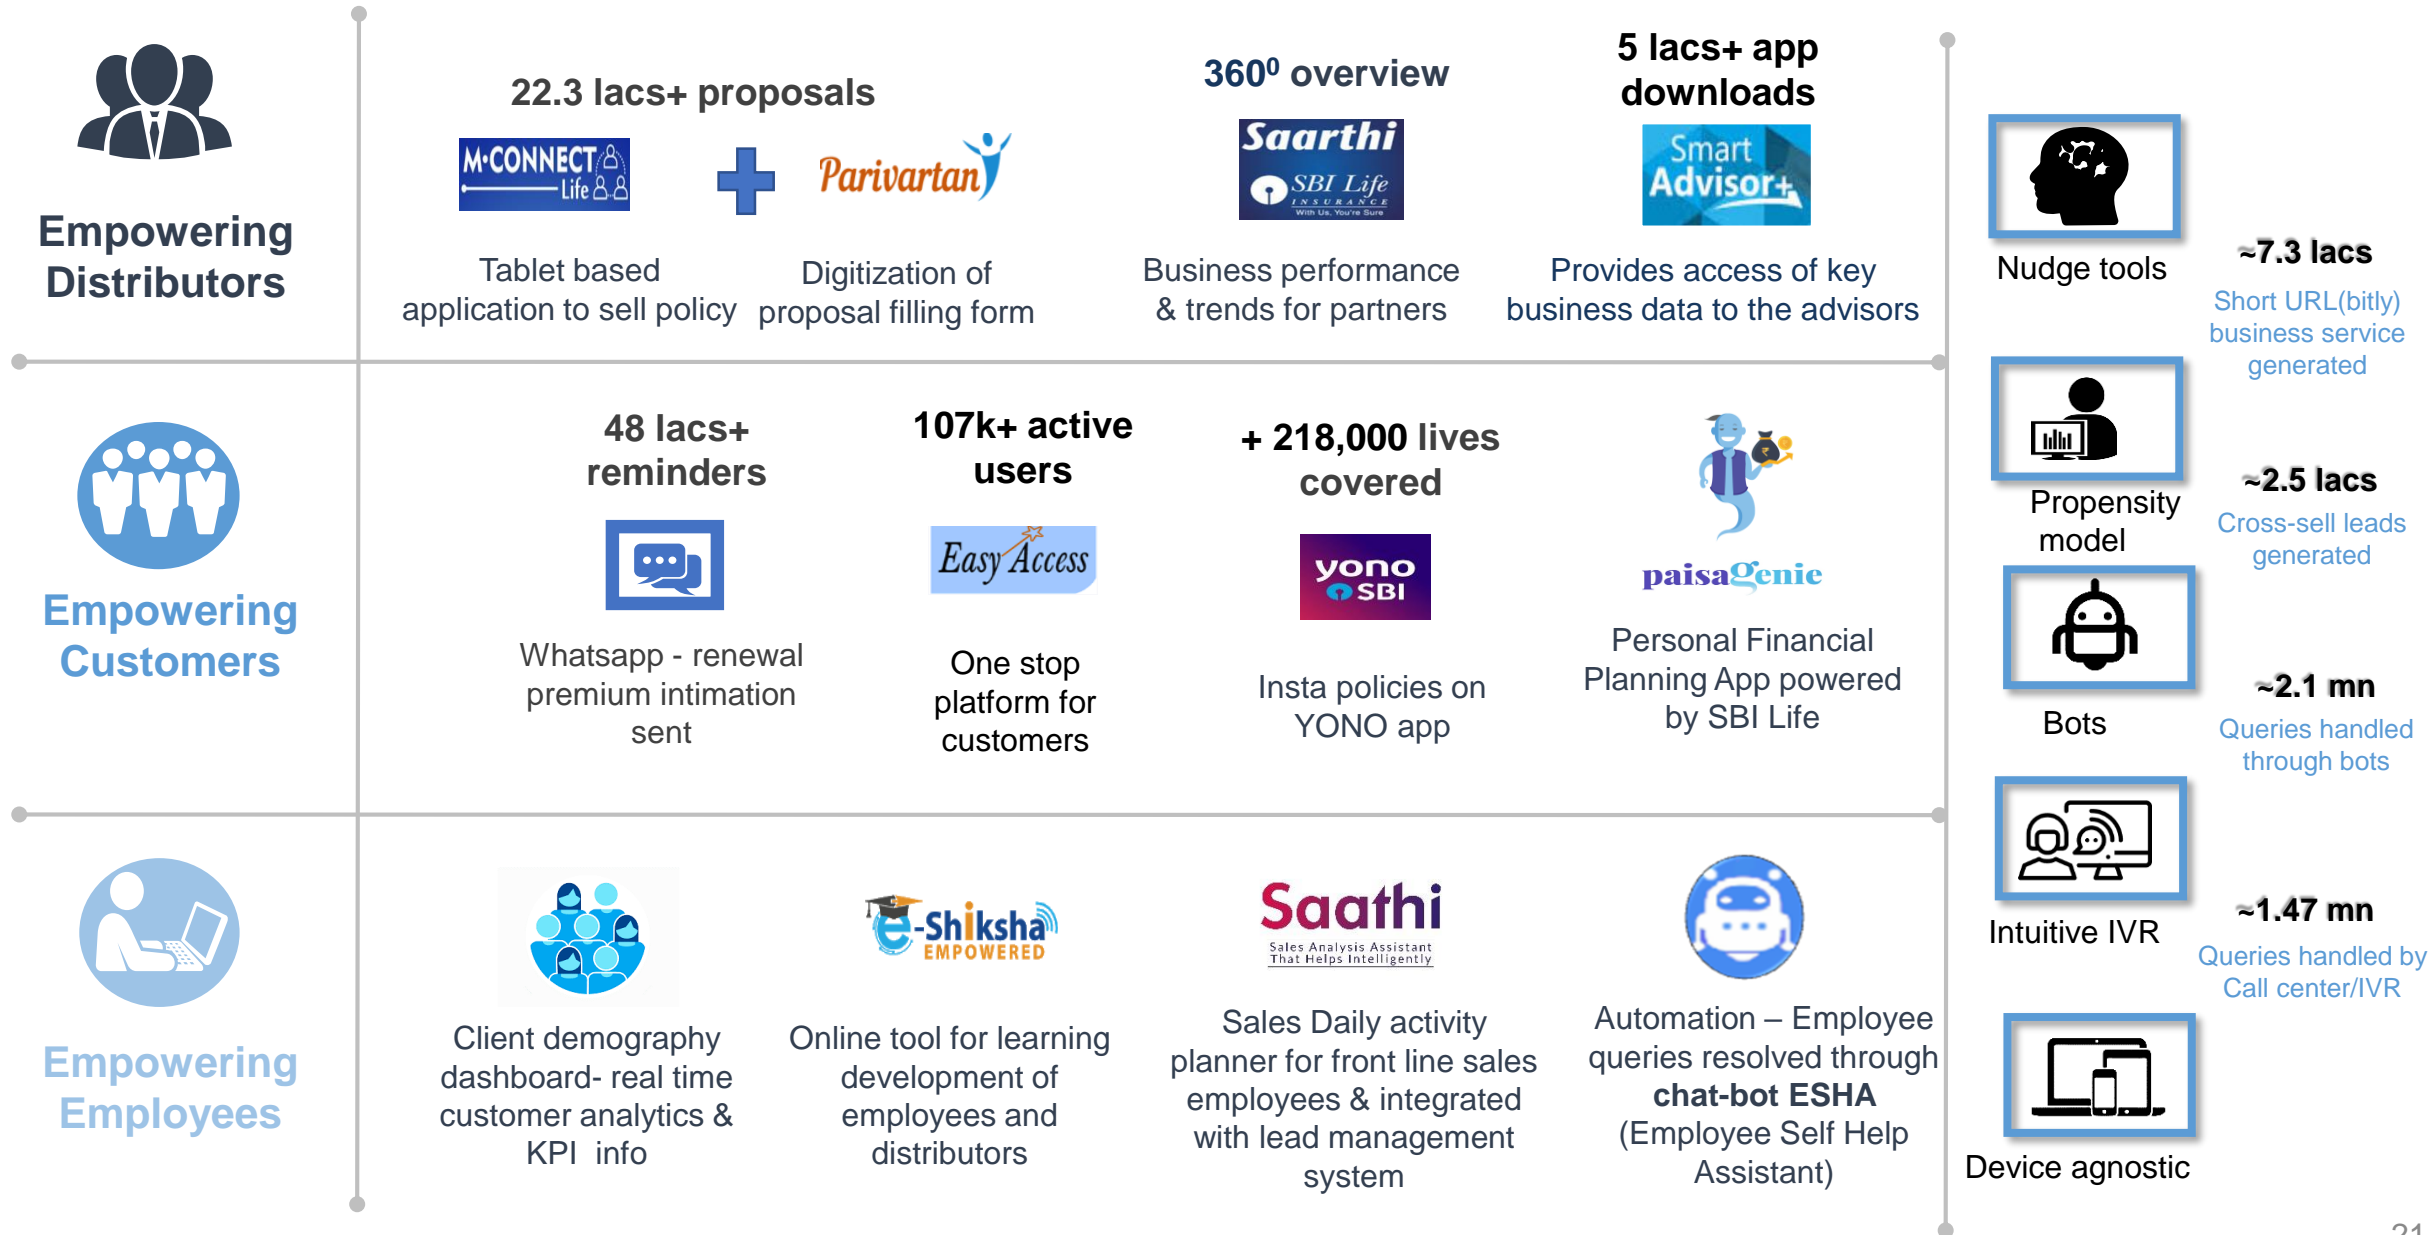 Empowering
Distributors
22.3 lacs+ proposals
M-CONNECT
Life
Parivartan
Tablet based
application to sell policy
Digitization of
proposal filling form
360⁰ overview
Saarthi
SBI Life
INSURANCE
With Us, You're Sure
Business performance
& trends for partners
5 lacs+ app
downloads
Smart
Advisor+
Provides access of key
business data to the advisors
Empowering
Customers
48 lacs+
reminders
Whatsapp - renewal
premium intimation
sent
107k+ active
users
Easy Access
One stop
platform for
customers
+ 218,000 lives
covered
yono
SBI
Insta policies on
YONO app
₹
paisaGenie
Personal Financial
Planning App powered
by SBI Life
Empowering
Employees
Client demography
dashboard- real time
customer analytics &
KPI  info
e-Shiksha
EMPOWERED
Online tool for learning
development of
employees and
distributors
Saathi
Sales Analysis Assistant
That Helps Intelligently
Sales Daily activity
planner for front line sales
employees & integrated
with lead management
system
Automation – Employee
queries resolved through
chat-bot ESHA
(Employee Self Help
Assistant)
Nudge tools
~7.3 lacs
Short URL(bitly)
business service
generated
Propensity
model
~2.5 lacs
Cross-sell leads
generated
Bots
~2.1 mn
Queries handled
through bots
Intuitive IVR
~1.47 mn
Queries handled by
Call center/IVR
Device agnostic
21